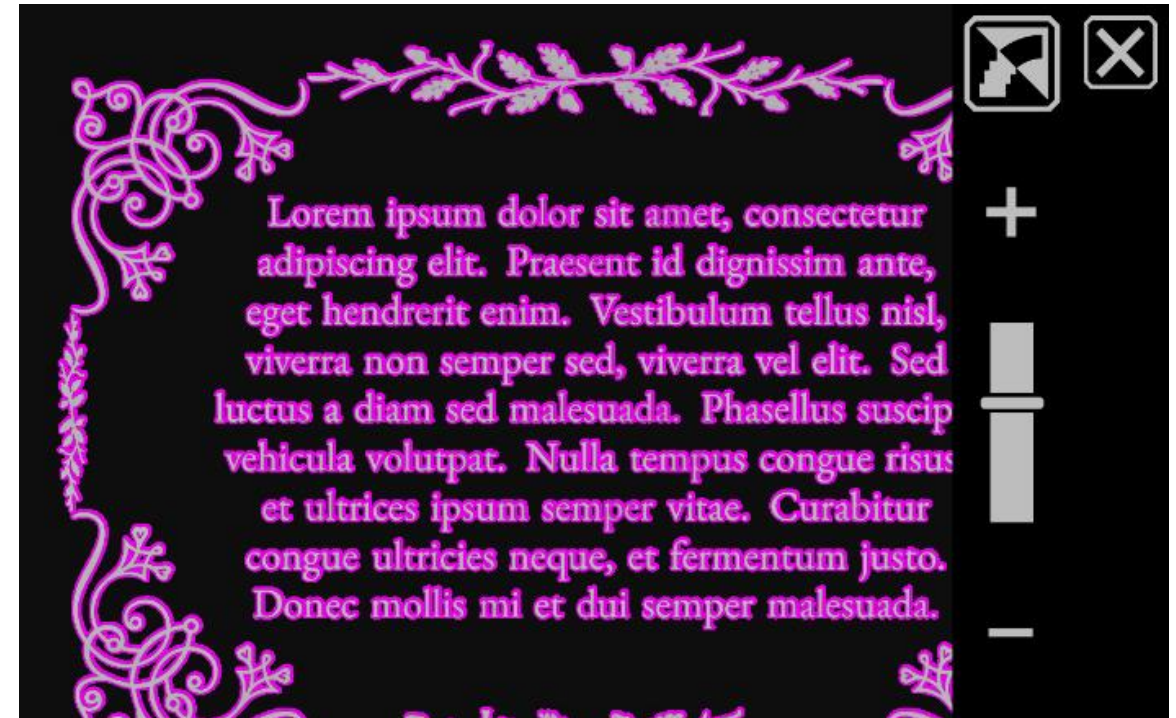 Lorem ipsum dolor sit amet, consectetur
adipiscing elit. Praesent id dignissim ante,
eget hendrerit enim. Vestibulum tellus nisl,
viverra non semper sed, viverra vel elit. Sed
luctus a diam sed malesuada. Phasellus suscip
vehicula volutpat. Nulla tempus congue risus
et ultrices ipsum semper vitae. Curabitur
congue ultricies neque, et fermentum justo.
Donec mollis mi et dui semper malesuada.